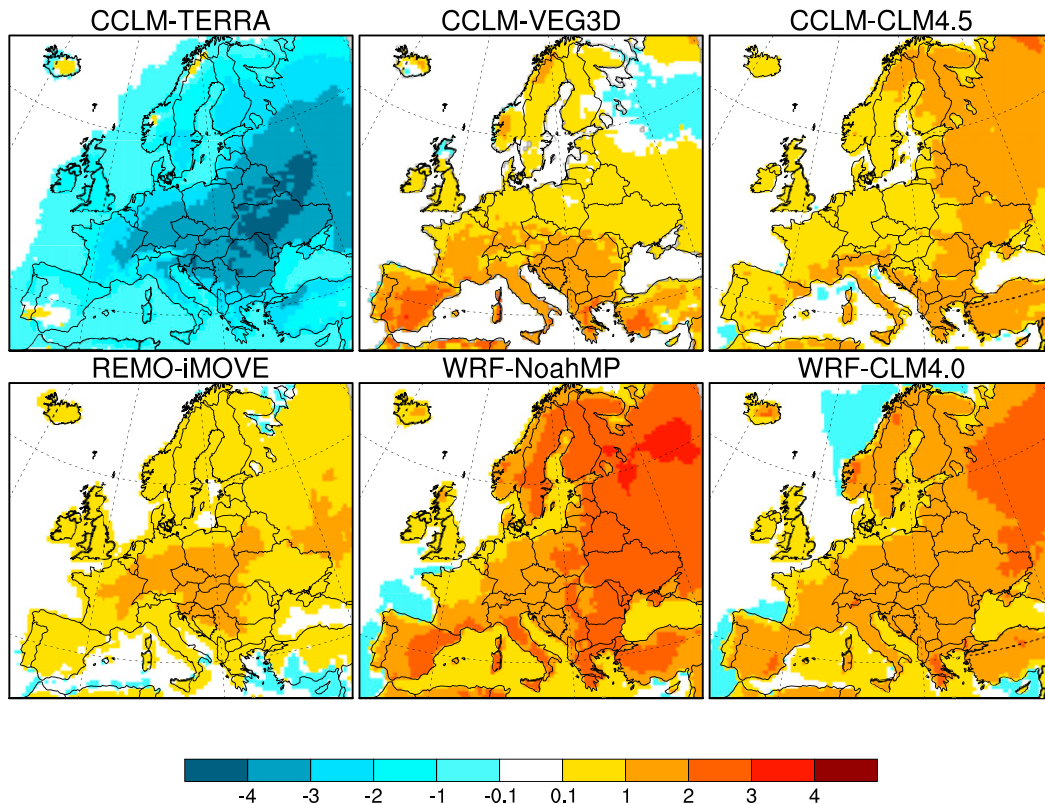 CCLM-TERRA CCLM-VEG3D CCLM-CLM4.5
REMO-iMOVE WRF-NoahMP WRF-CLM4.0
-4 -3 -2 -1 -0.1 0.1 1 2 3 4